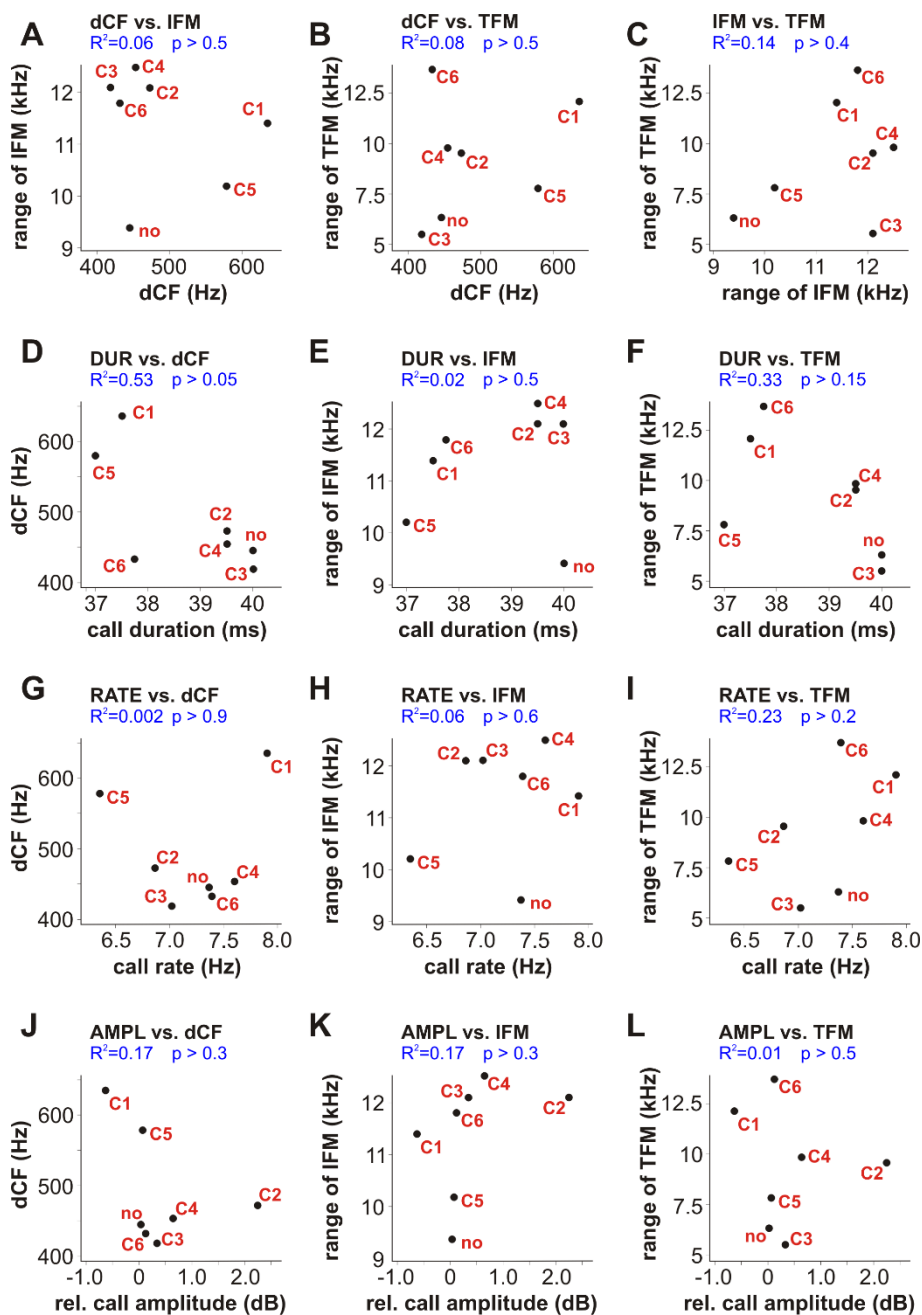 A dCF vs. IFM
R²=0.06 p > 0.5
range of IFM (kHz)
12
11
10
9
C3
C4
C2
C6
C1
C5
no
400 500 600
dCF (Hz)
B dCF vs. TFM
R²=0.08 p > 0.5
range of TFM (kHz)
12.5
10
7.5
5
C6
C1
C4
C2
C5
no
C3
400 500 600
dCF (Hz)
C IFM vs. TFM
R²=0.14 p > 0.4
range of TFM (kHz)
12.5
10
7.5
5
C6
C1
C4
C2
C5
no
C3
9 10 11 12
range of IFM (kHz)
D DUR vs. dCF
R²=0.53 p > 0.05
dCF (Hz)
600
500
400
C1
C5
C2
no
C4
C6
C3
37 38 39 40
call duration (ms)
E DUR vs. IFM
R²=0.02 p > 0.5
range of IFM (kHz)
12
11
10
9
C4
C2
C3
C6
C1
C5
no
37 38 39 40
call duration (ms)
F DUR vs. TFM
R²=0.33 p > 0.15
range of TFM (kHz)
12.5
10
7.5
5
C6
C1
C4
C2
C5
no
C3
37 38 39 40
call duration (ms)
G RATE vs. dCF
R²=0.002 p > 0.9
dCF (Hz)
600
500
400
C1
C5
C2
no
C4
C3
C6
6.5 7.0 7.5 8.0
call rate (Hz)
H RATE vs. IFM
R²=0.06 p > 0.6
range of IFM (kHz)
12
11
10
9
C2
C3
C4
C6
C1
C5
no
6.5 7.0 7.5 8.0
call rate (Hz)
I RATE vs. TFM
R²=0.23 p > 0.2
range of TFM (kHz)
12.5
10
7.5
5
C6
C1
C4
C2
C5
no
C3
6.5 7.0 7.5 8.0
call rate (Hz)
J AMPL vs. dCF
R²=0.17 p > 0.3
dCF (Hz)
600
500
400
C1
C5
C2
no
C4
C6
C3
-1.0 0 1.0 2.0
rel. call amplitude (dB)
K AMPL vs. IFM
R²=0.17 p > 0.3
range of IFM (kHz)
12
11
10
9
C3
C4
C2
C6
C1
C5
no
-1.0 0 1.0 2.0
rel. call amplitude (dB)
L AMPL vs. TFM
R²=0.01 p > 0.5
range of TFM (kHz)
12.5
10
7.5
5
C6
C1
C4
C2
C5
no
C3
-1.0 0 1.0 2.0
rel. call amplitude (dB)